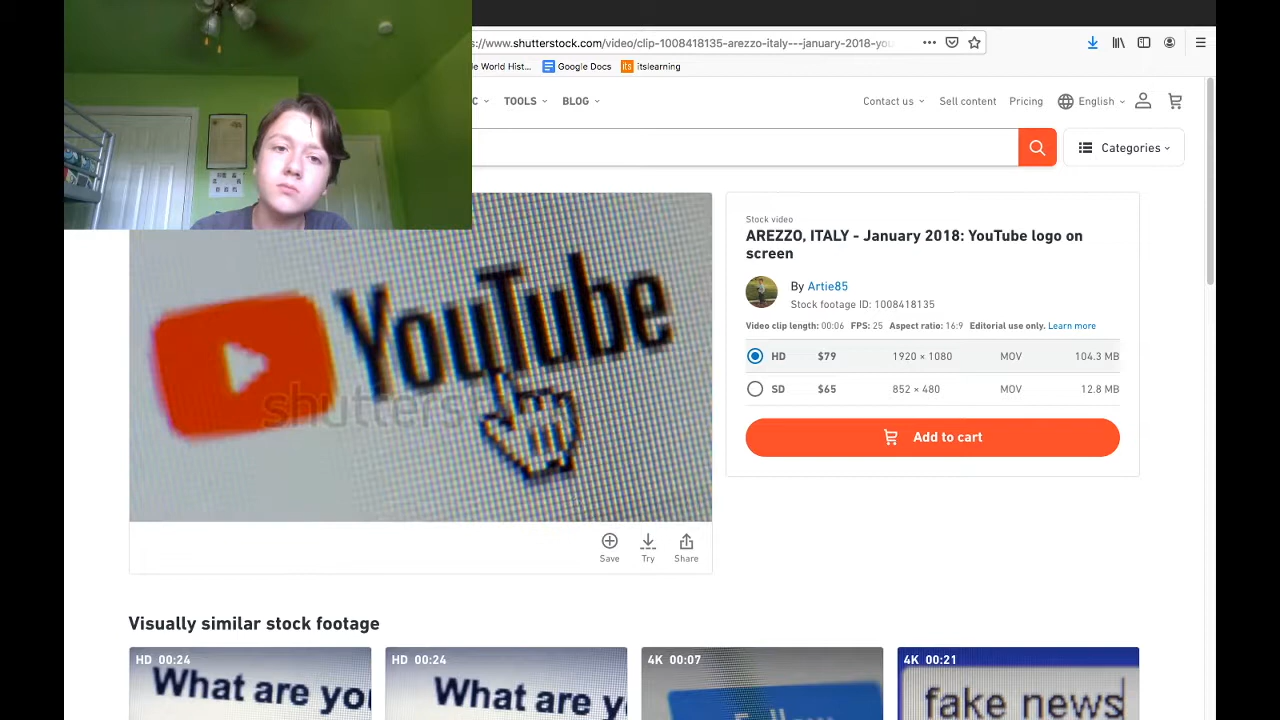 ://www.shutterstock.com/video/clip-1008418135-arezzo-italy---january-2018-you
World Hist...
Google Docs
its
itslearning
TOOLS
BLOG
Contact us
Sell content
Pricing
English
Categories
Stock video
AREZZO, ITALY - January 2018: YouTube logo on
screen
By Artie85
Stock footage ID: 1008418135
Video clip length: 00:06 FPS: 25 Aspect ratio: 16:9 Editorial use only. Learn more
HD $79 1920 × 1080 MOV 104.3 MB
SD $65 852 × 480 MOV 12.8 MB
Add to cart
YouTube
shutterst
Save
Try
Share
Visually similar stock footage
HD 00:24
What are you
HD 00:24
What are y
4K 00:07
Follow
4K 00:21
fake news